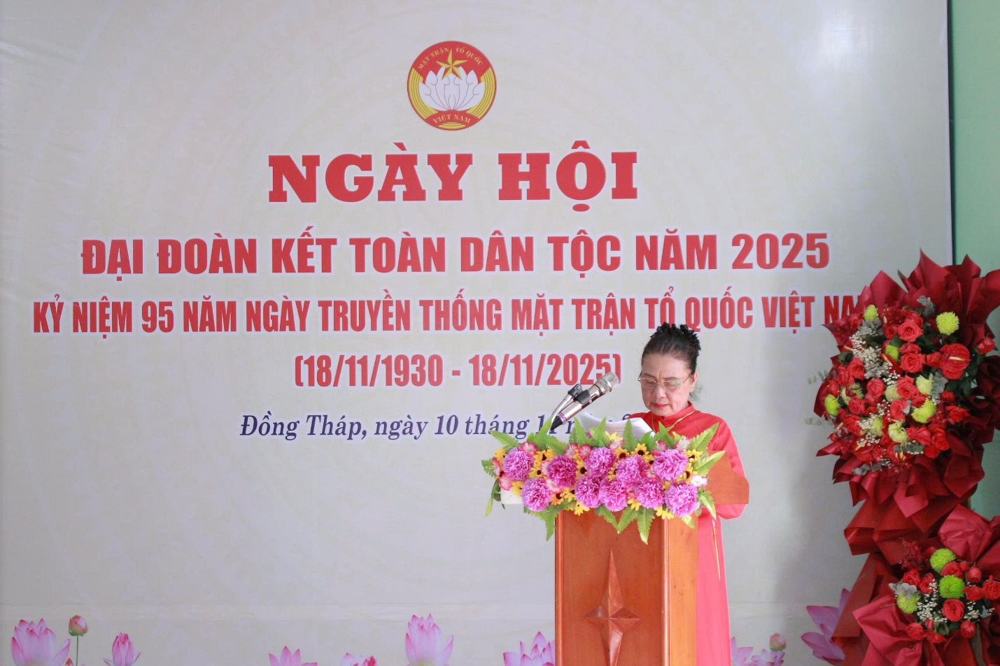 MẶT TRẬN TỔ QUỐC
VIỆT NAM
NGÀY HỘI
ĐẠI ĐOÀN KẾT TOÀN DÂN TỘC NĂM 2025
KỶ NIỆM 95 NĂM NGÀY TRUYỀN THỐNG MẶT TRẬN TỔ QUỐC VIỆT
(18/11/1930 - 18/11/2025)
Đồng Tháp, ngày 10 tháng